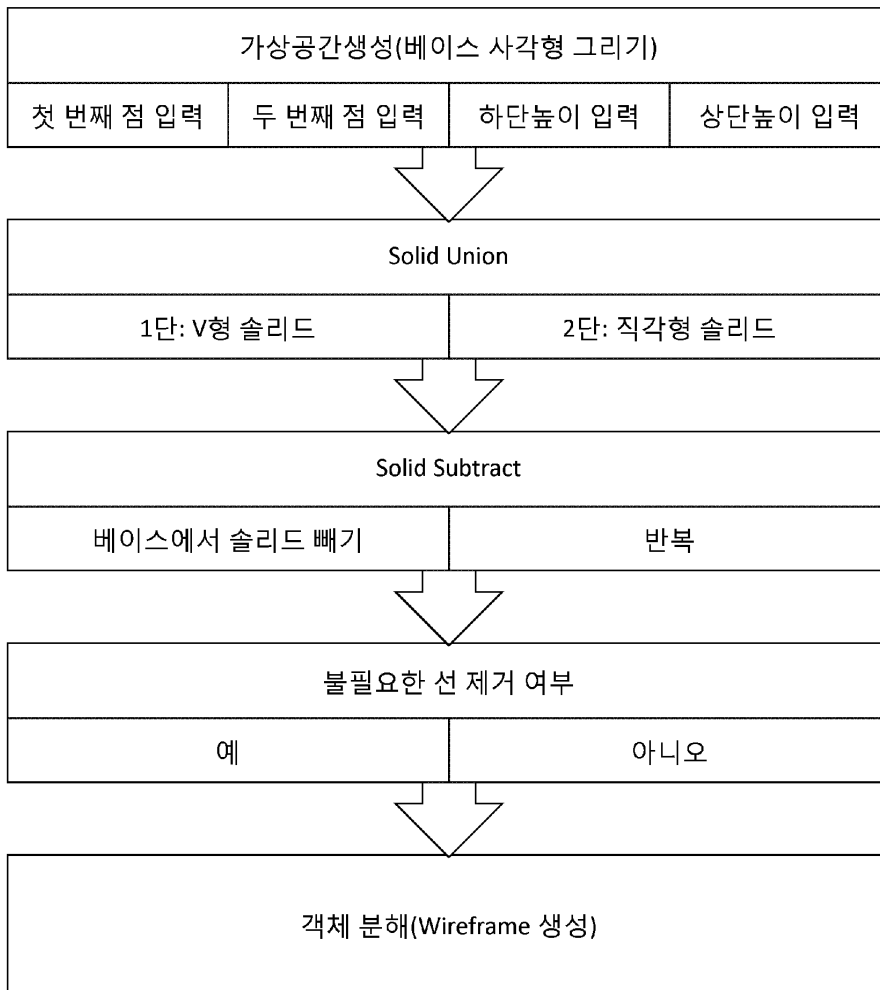 가상공간생성(베이스 사각형 그리기)
첫 번째 점 입력
두 번째 점 입력
하단높이 입력
상단높이 입력
Solid Union
1단: V형 솔리드
2단: 직각형 솔리드
Solid Subtract
베이스에서 솔리드 빼기
반복
불필요한 선 제거 여부
예
아니오
객체 분해(Wireframe 생성)